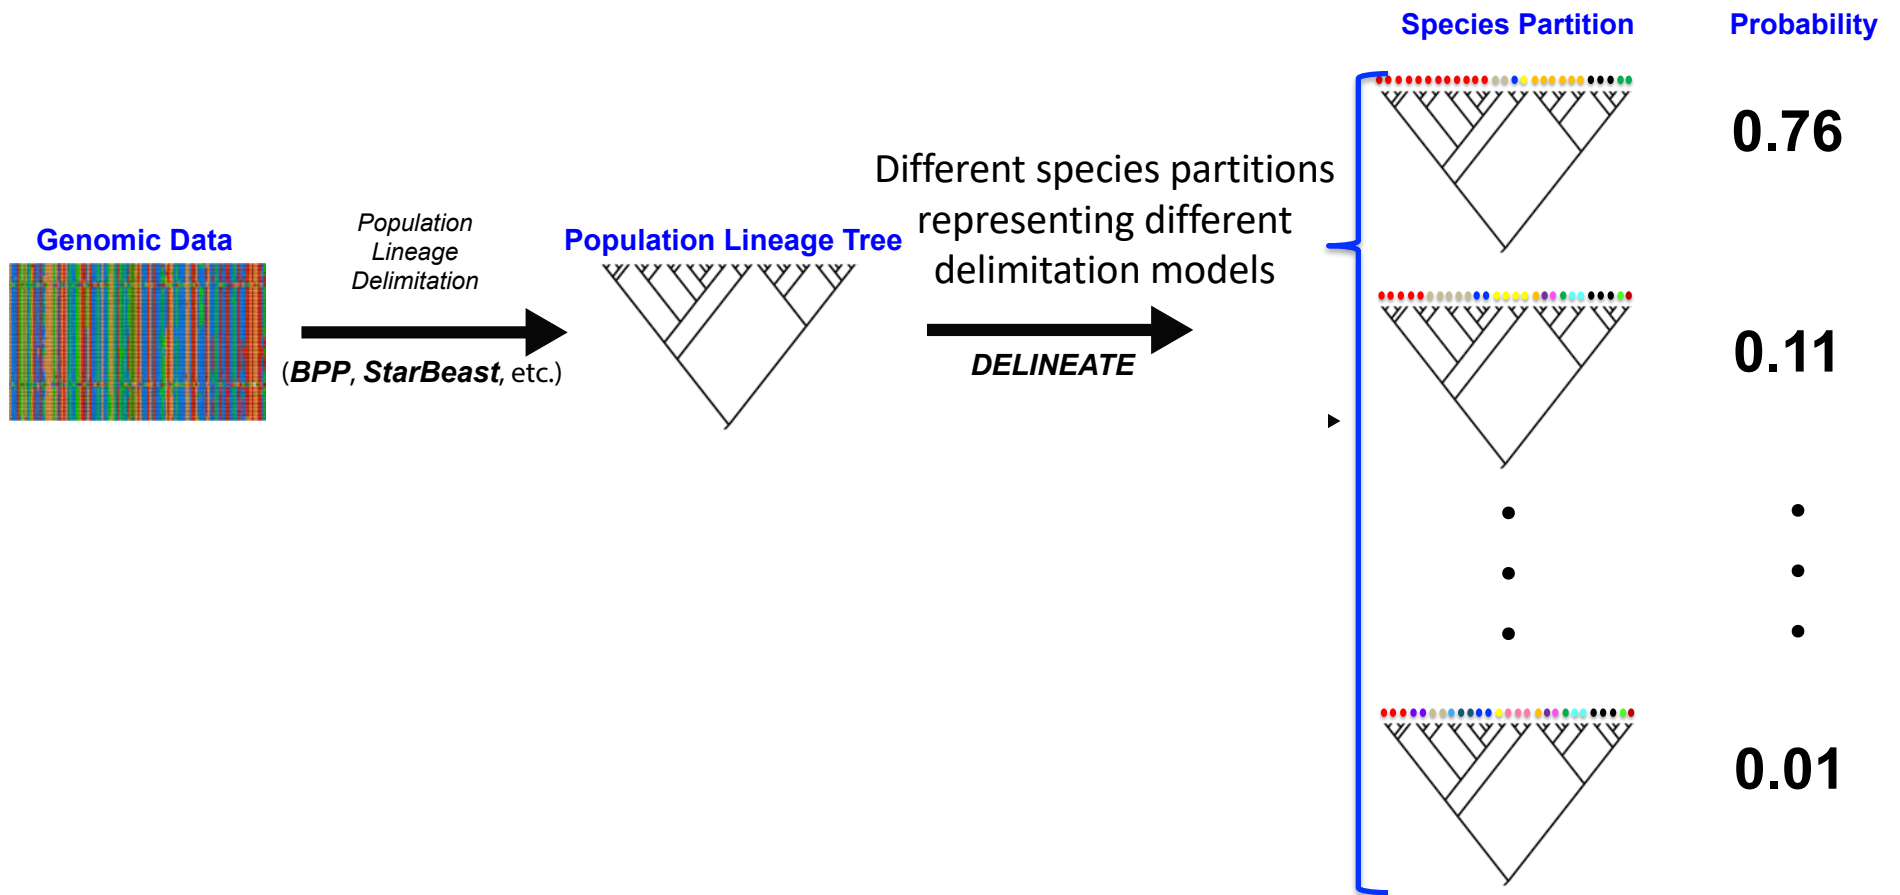 Genomic Data
Population
Lineage
Delimitation
(BPP, StarBeast, etc.)
Population Lineage Tree
Different species partitions
representing different
delimitation models
DELINEATE
Species Partition
Probability
0.76
0.11
0.01